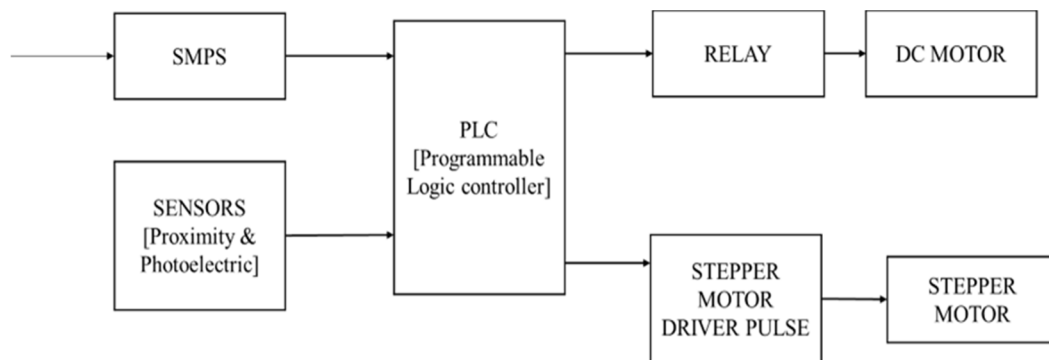 SMPS
PLC
[Programmable
Logic controller]
RELAY
DC MOTOR
SENSORS
[Proximity &
Photoelectric]
STEPPER
MOTOR
DRIVER PULSE
STEPPER
MOTOR